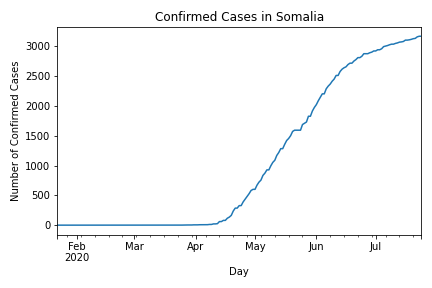 Confirmed Cases in Somalia
Number of Confirmed Cases
3000
2500
2000
1500
1000
500
0
Feb Mar Apr May Jun Jul
2020
Day